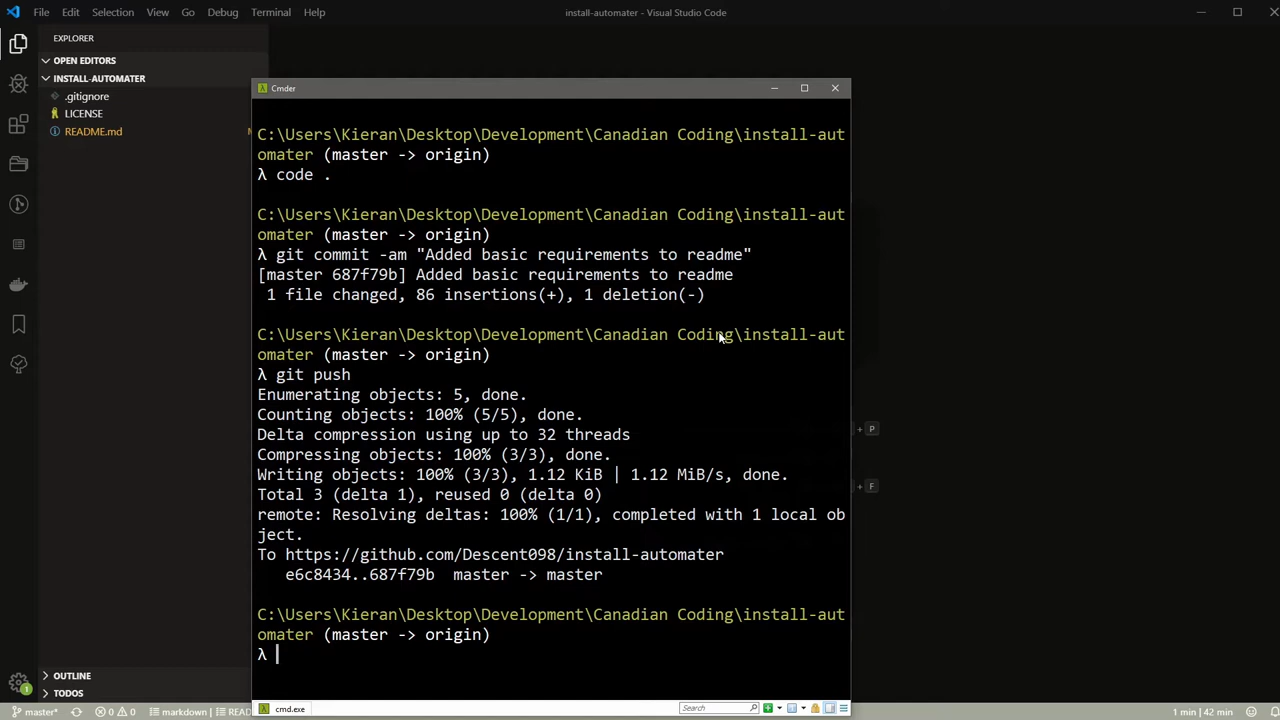 File Edit Selection View Go Debug Terminal Help
install-automater - Visual Studio Code
EXPLORER
OPEN EDITORS
INSTALL-AUTOMATER
.gitignore
LICENSE
README.md
Cmder
C:\Users\Kieran\Desktop\Development\Canadian Coding\install-aut
omater (master -> origin)
λ code .
C:\Users\Kieran\Desktop\Development\Canadian Coding\install-aut
omater (master -> origin)
λ git commit -am "Added basic requirements to readme"
[master 687f79b] Added basic requirements to readme
1 file changed, 86 insertions(+), 1 deletion(-)
C:\Users\Kieran\Desktop\Development\Canadian Coding\install-aut
omater (master -> origin)
λ git push
Enumerating objects: 5, done.
Counting objects: 100% (5/5), done.
Delta compression using up to 32 threads
Compressing objects: 100% (3/3), done.
Writing objects: 100% (3/3), 1.12 KiB | 1.12 MiB/s, done.
Total 3 (delta 1), reused 0 (delta 0)
remote: Resolving deltas: 100% (1/1), completed with 1 local ob
ject.
To https://github.com/Descent098/install-automater
e6c8434..687f79b master -> master
C:\Users\Kieran\Desktop\Development\Canadian Coding\install-aut
omater (master -> origin)
λ
+ P
+ F
OUTLINE
TODOS
cmd.exe
Search
1
master*
0
0
markdown
READ
1 min | 42 min